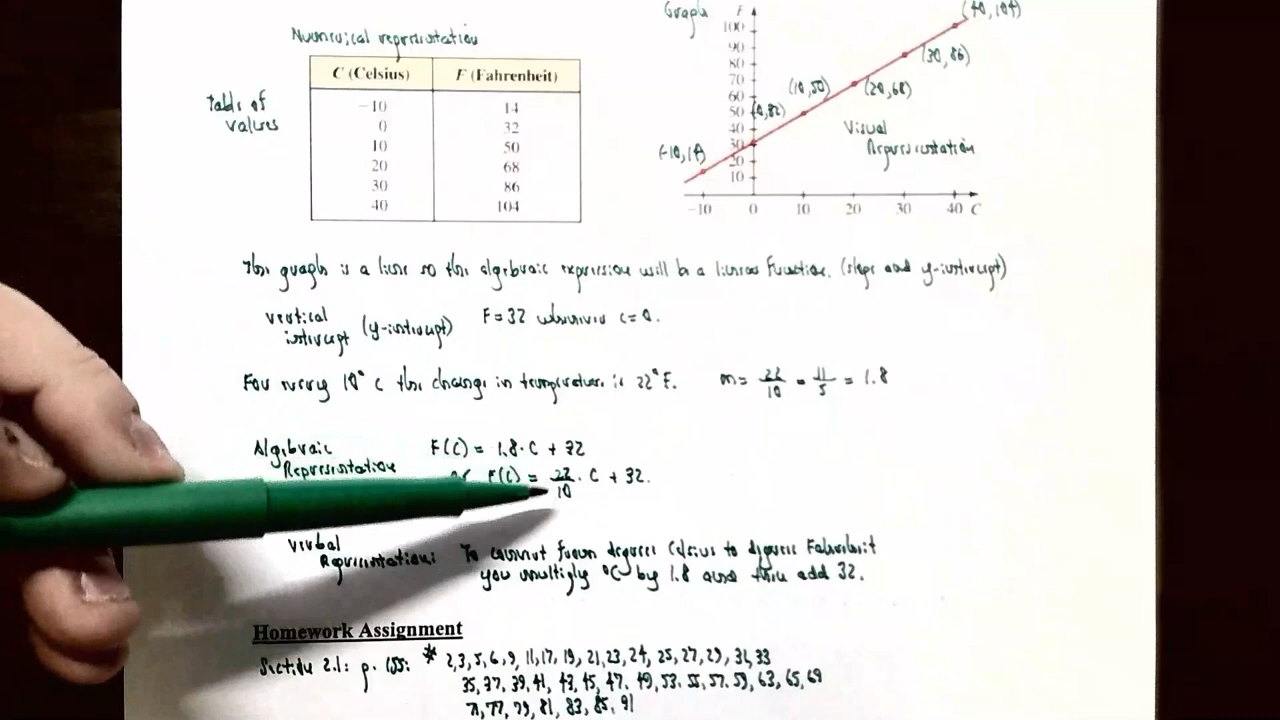 Numerical representation
Table of values
C (Celsius) F (Fahrenheit)
−10 14
0 32
10 50
20 68
30 86
40 104
Graph
F
100
90
80
70
60
50
40
30
20
10
−10 0 10 20 30 40 C
(-10,14)
(0,32)
(10,50)
(20,68)
(30,86)
(40,104)
Visual
Representation
This graph is a line so the algebraic expression will be a linear function. (slope and y-intercept)
vertical
intercept (y-intercept) F=32 whenever C=0.
For every 10° C the change in temperature is 22°F. m= 22/10 = 11/5 = 1.8
Algebraic F(C) = 1.8·C + 32
Representation or F(C) = 22/10 · C + 32.
Verbal
Representation: To convert from degrees Celsius to degrees Fahrenheit
you multiply °C by 1.8 and then add 32.
Homework Assignment
Section 2.1: p. 155: * 2,3,5,6,9,11,17,19,21,23,24,25,27,29,31,33
35,37,39,41,43,45,47,49,53,55,57,59,63,65,69
71,77,79,81,83,85,91